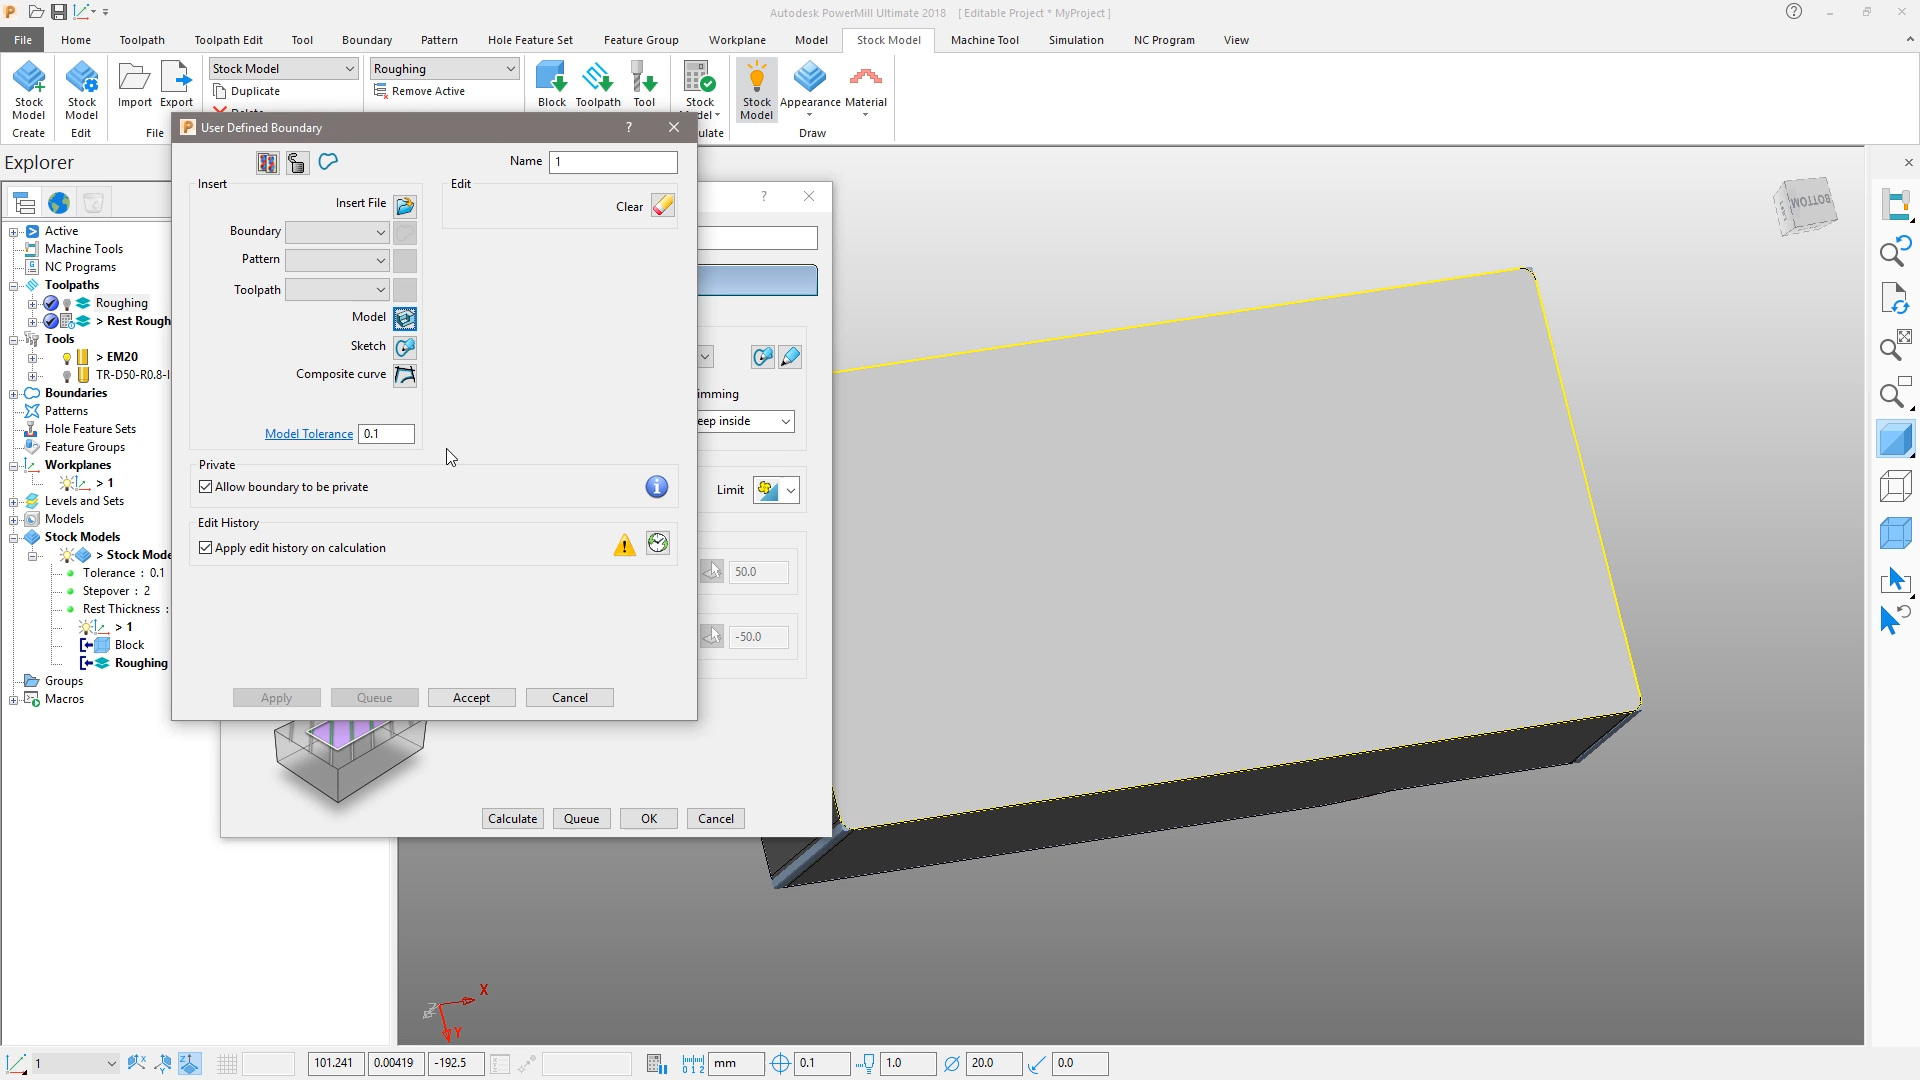 Autodesk PowerMill Ultimate 2018 [ Editable Project * MyProject ]
File Home Toolpath Toolpath Edit Tool Boundary Pattern Hole Feature Set Feature Group Workplane Model Stock Model Machine Tool Simulation NC Program View
Stock Model
Create
Stock Model
Edit
Import
Export
File
Stock Model
Duplicate
Roughing
Remove Active
Block
Toolpath
Tool
Stock
Stock Model
Appearance
Material
Draw
User Defined Boundary
?
Name 1
Insert
Insert File
Boundary
Pattern
Toolpath
Model
Sketch
Composite curve
Model Tolerance 0.1
Edit
Clear
Private
Allow boundary to be private
Edit History
Apply edit history on calculation
Apply Queue Accept Cancel
Explorer
Active
Machine Tools
NC Programs
Toolpaths
Roughing
> Rest Rough
Tools
> EM20
TR-D50-R0.8-
Boundaries
Patterns
Hole Feature Sets
Feature Groups
Workplanes
> 1
Levels and Sets
Models
Stock Models
> Stock Mode
Tolerance : 0.1
Stepover : 2
Rest Thickness :
> 1
Block
Roughing
Groups
Macros
?
imming
eep inside
Limit
50.0
-50.0
Calculate Queue OK Cancel
BOTTOM
X
Y
Z
1
101.241 0.00419 -192.5 mm 0.1 1.0 20.0 0.0